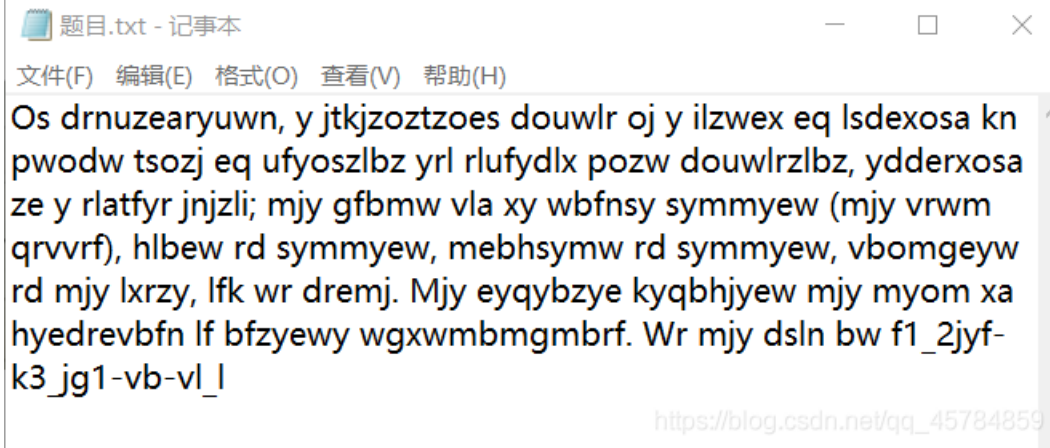 题目.txt - 记事本
文件(F) 编辑(E) 格式(O) 查看(V) 帮助(H)
Os drnuzearyuwn, y jtkjzoztzoes douwlr oj y ilzwex eq lsdexosa kn
pwodw tsozj eq ufyoszlbz yrl rlufydlx pozw douwlrzlbz, ydderxosa
ze y rlatfyr jnjzli; mjy gfbmw vla xy wbfnsy symmyew (mjy vrwm
qrvvrf), hlbew rd symmyew, mebhsymw rd symmyew, vbomgeyw
rd mjy lxrzy, lfk wr dremj. Mjy eyqybzye kyqbhjyew mjy myom xa
hyedrevbfn lf bfzyewy wgxwmbmgmbrf. Wr mjy dsln bw f1_2jyf-
k3_jg1-vb-vl_l
https://blog.csdn.net/qq_45784859